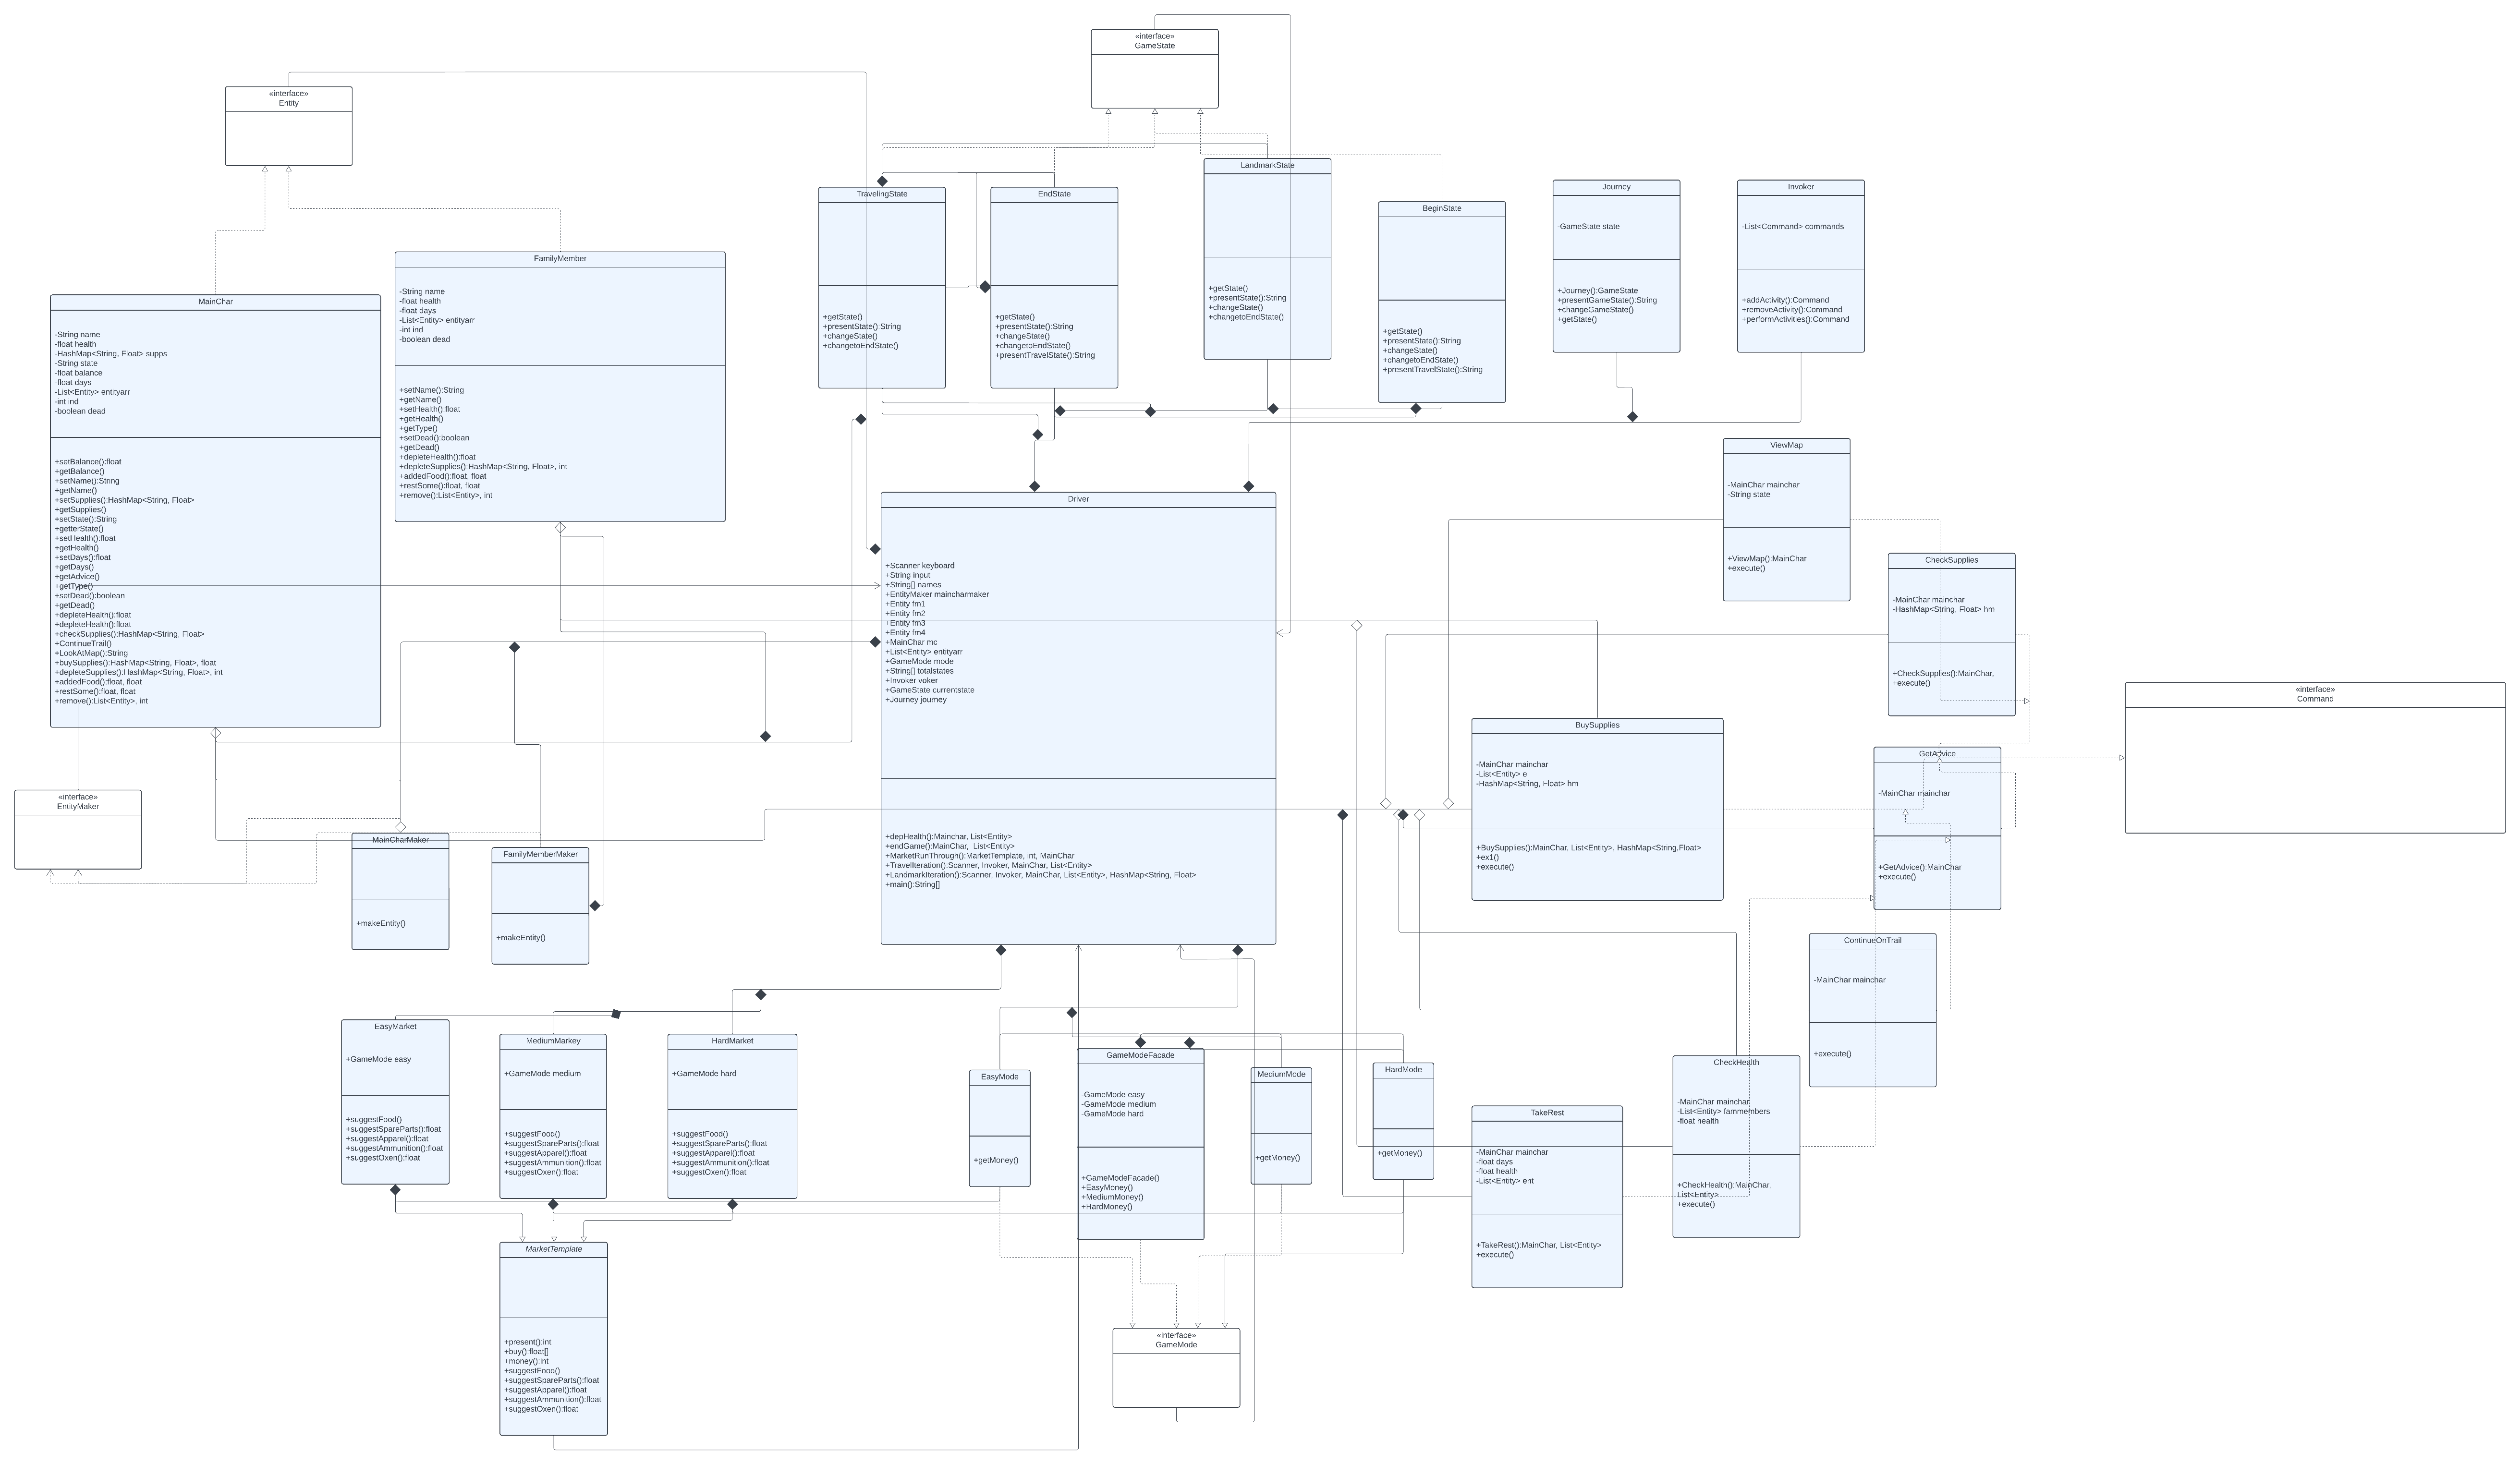 «interface»
GameState
«interface»
Entity
LandmarkState
+getState()
+presentState():String
+changeState()
+changetoEndState()
Journey
-GameState state
+Journey():GameState
+presentGameState():String
+changeGameState()
+getState()
Invoker
-List<Command> commands
+addActivity():Command
+removeActivity():Command
+performActivities():Command
TravelingState
+getState()
+presentState():String
+changeState()
+changetoEndState()
EndState
+getState()
+presentState():String
+changeState()
+changetoEndState()
+presentTravelState():String
BeginState
+getState()
+presentState():String
+changeState()
+changetoEndState()
+presentTravelState():String
FamilyMember
-String name
-float health
-float days
-List<Entity> entityarr
-int ind
-boolean dead
+setName():String
+getName()
+setHealth():float
+getHealth()
+getType()
+setDead():boolean
+getDead()
+depleteHealth():float
+depleteSupplies():HashMap<String, Float>, int
+addedFood():float, float
+restSome():float, float
+remove():List<Entity>, int
MainChar
-String name
-float health
-HashMap<String, Float> supps
-String state
-float balance
-float days
-List<Entity> entityarr
-int ind
-boolean dead
+setBalance():float
+getBalance()
+setName():String
+getName()
+setSupplies():HashMap<String, Float>
+getSupplies()
+setState():String
+getterState()
+setHealth():float
+getHealth()
+setDays():float
+getDays()
+getAdvice()
+getType()
+setDead():boolean
+getDead()
+depleteHealth():float
+depleteHealth():float
+checkSupplies():HashMap<String, Float>
+ContinueTrail()
+LookAtMap():String
+buySupplies():HashMap<String, Float>, float
+depleteSupplies():HashMap<String, Float>, int
+addedFood():float, float
+restSome():float, float
+remove():List<Entity>, int
ViewMap
-MainChar mainchar
-String state
+ViewMap():MainChar
+execute()
Driver
+Scanner keyboard
+String input
+String[] names
+EntityMaker maincharmaker
+Entity fm1
+Entity fm2
+Entity fm3
+Entity fm4
+MainChar mc
+List<Entity> entityarr
+GameMode mode
+String[] totalstates
+Invoker voker
+GameState currentstate
+Journey journey
+depHealth():Mainchar, List<Entity>
+endGame():MainChar,  List<Entity>
+MarketRunThrough():MarketTemplate, int, MainChar
+TravelIteration():Scanner, Invoker, MainChar, List<Entity>
+LandmarkIteration():Scanner, Invoker, MainChar, List<Entity>, HashMap<String, Float>
+main():String[]
CheckSupplies
-MainChar mainchar
-HashMap<String, Float> hm
+CheckSupplies():MainChar,
+execute()
«interface»
Command
BuySupplies
-MainChar mainchar
-List<Entity> e
-HashMap<String, Float> hm
+BuySupplies():MainChar, List<Entity>, HashMap<String,Float>
+ex1()
+execute()
GetAdvice
-MainChar mainchar
+GetAdvice():MainChar
+execute()
«interface»
EntityMaker
MainCharMaker
+makeEntity()
FamilyMemberMaker
+makeEntity()
ContinueOnTrail
-MainChar mainchar
+execute()
EasyMarket
+GameMode easy
+suggestFood()
+suggestSpareParts():float
+suggestApparel():float
+suggestAmmunition():float
+suggestOxen():float
MediumMarkey
+GameMode medium
+suggestFood()
+suggestSpareParts():float
+suggestApparel():float
+suggestAmmunition():float
+suggestOxen():float
HardMarket
+GameMode hard
+suggestFood()
+suggestSpareParts():float
+suggestApparel():float
+suggestAmmunition():float
+suggestOxen():float
EasyMode
+getMoney()
GameModeFacade
-GameMode easy
-GameMode medium
-GameMode hard
+GameModeFacade()
+EasyMoney()
+MediumMoney()
+HardMoney()
MediumMode
+getMoney()
HardMode
+getMoney()
CheckHealth
-MainChar mainchar
-List<Entity> fammembers
-float health
+CheckHealth():MainChar,
List<Entity>
+execute()
TakeRest
-MainChar mainchar
-float days
-float health
-List<Entity> ent
+TakeRest():MainChar, List<Entity>
+execute()
MarketTemplate
+present():int
+buy():float[]
+money():int
+suggestFood()
+suggestSpareParts():float
+suggestApparel():float
+suggestAmmunition():float
+suggestOxen():float
«interface»
GameMode